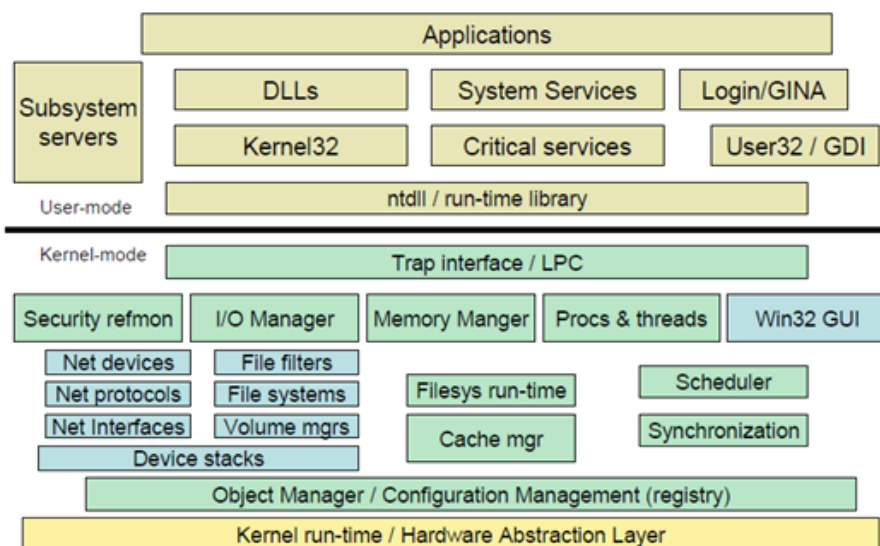 Applications
Subsystem
servers
DLLs
System Services
Login/GINA
Kernel32
Critical services
User32 / GDI
ntdll / run-time library
User-mode
Kernel-mode
Trap interface / LPC
Security refmon
I/O Manager
Memory Manger
Procs & threads
Win32 GUI
Net devices
File filters
Net protocols
File systems
Filesys run-time
Scheduler
Net Interfaces
Volume mgrs
Cache mgr
Synchronization
Device stacks
Object Manager / Configuration Management (registry)
Kernel run-time / Hardware Abstraction Layer